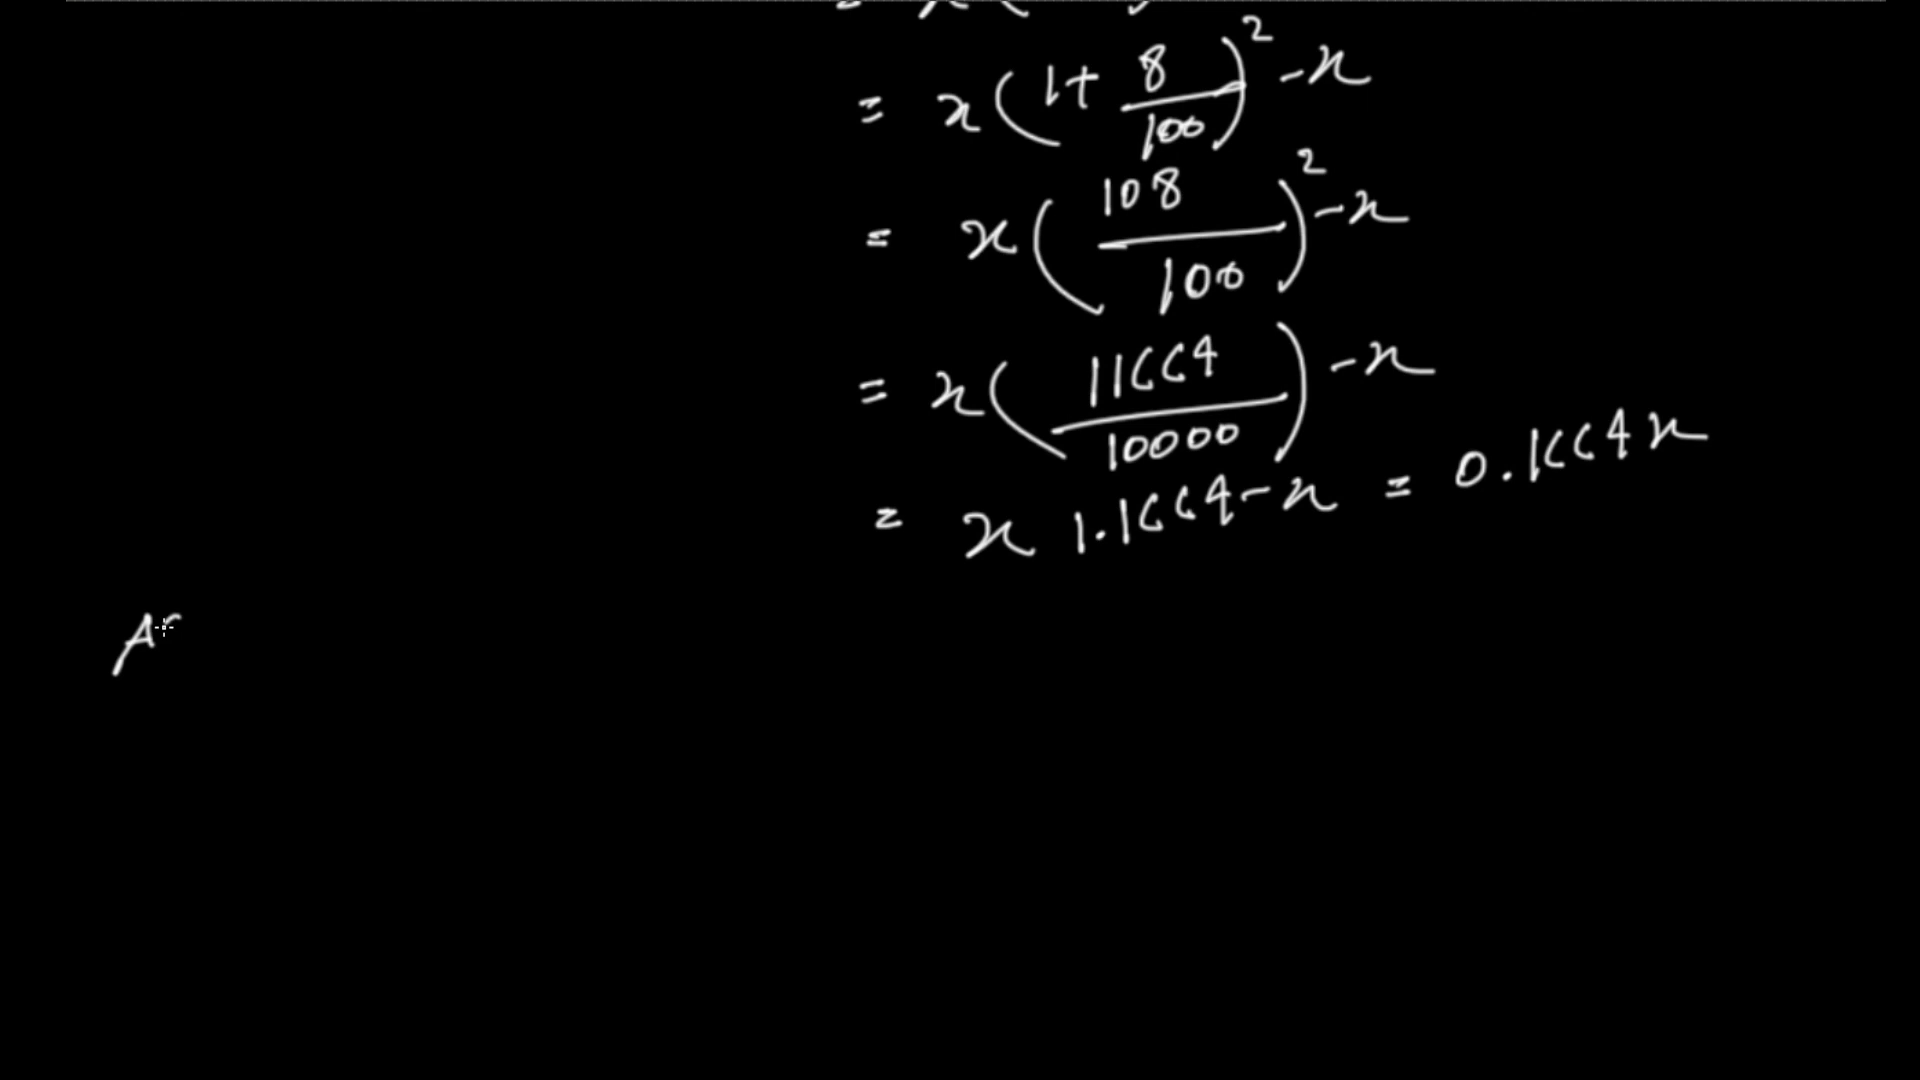 = x(1+ 8/100)² -x
= x(108/100)² -x
= x(11664/10000) -x
= x 1.1664-x = 0.1664x